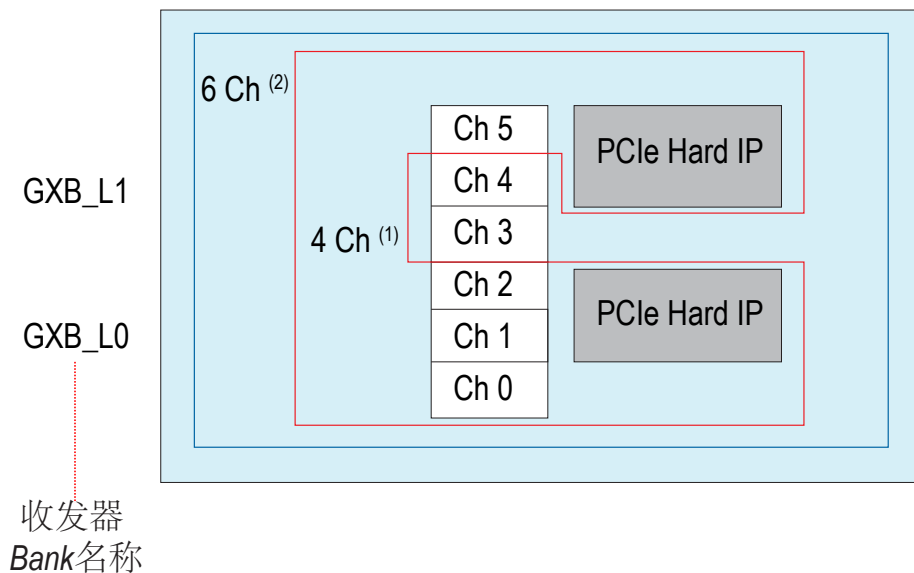 6 Ch (2)
Ch 5
PCIe Hard IP
GXB_L1
Ch 4
4 Ch (1)
Ch 3
Ch 2
PCIe Hard IP
GXB_L0
Ch 1
Ch 0
收发器
Bank名称